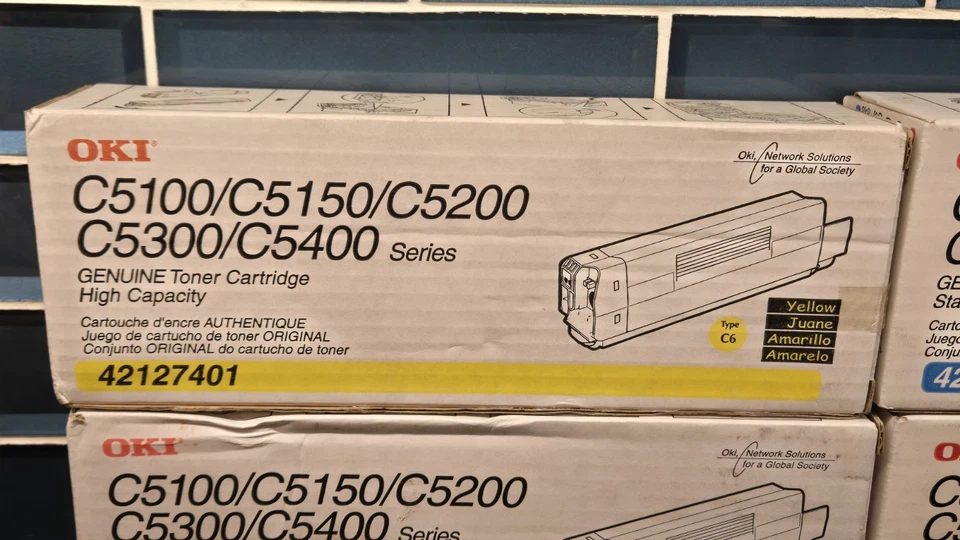 OKI
Oki, Network Solutions
for a Global Society
C5100/C5150/C5200
C5300/C5400 Series
GENUINE Toner Cartridge
High Capacity
Cartouche d'encre AUTHENTIQUE
Juego de cartucho de toner ORIGINAL
Conjunto ORIGINAL do cartucho de toner
Type
C6
Yellow
Juane
Amarillo
Amarelo
42127401
OKI
Oki, Network Solutions
for a Global Society
C5100/C5150/C5200
C5300/C5400 Series